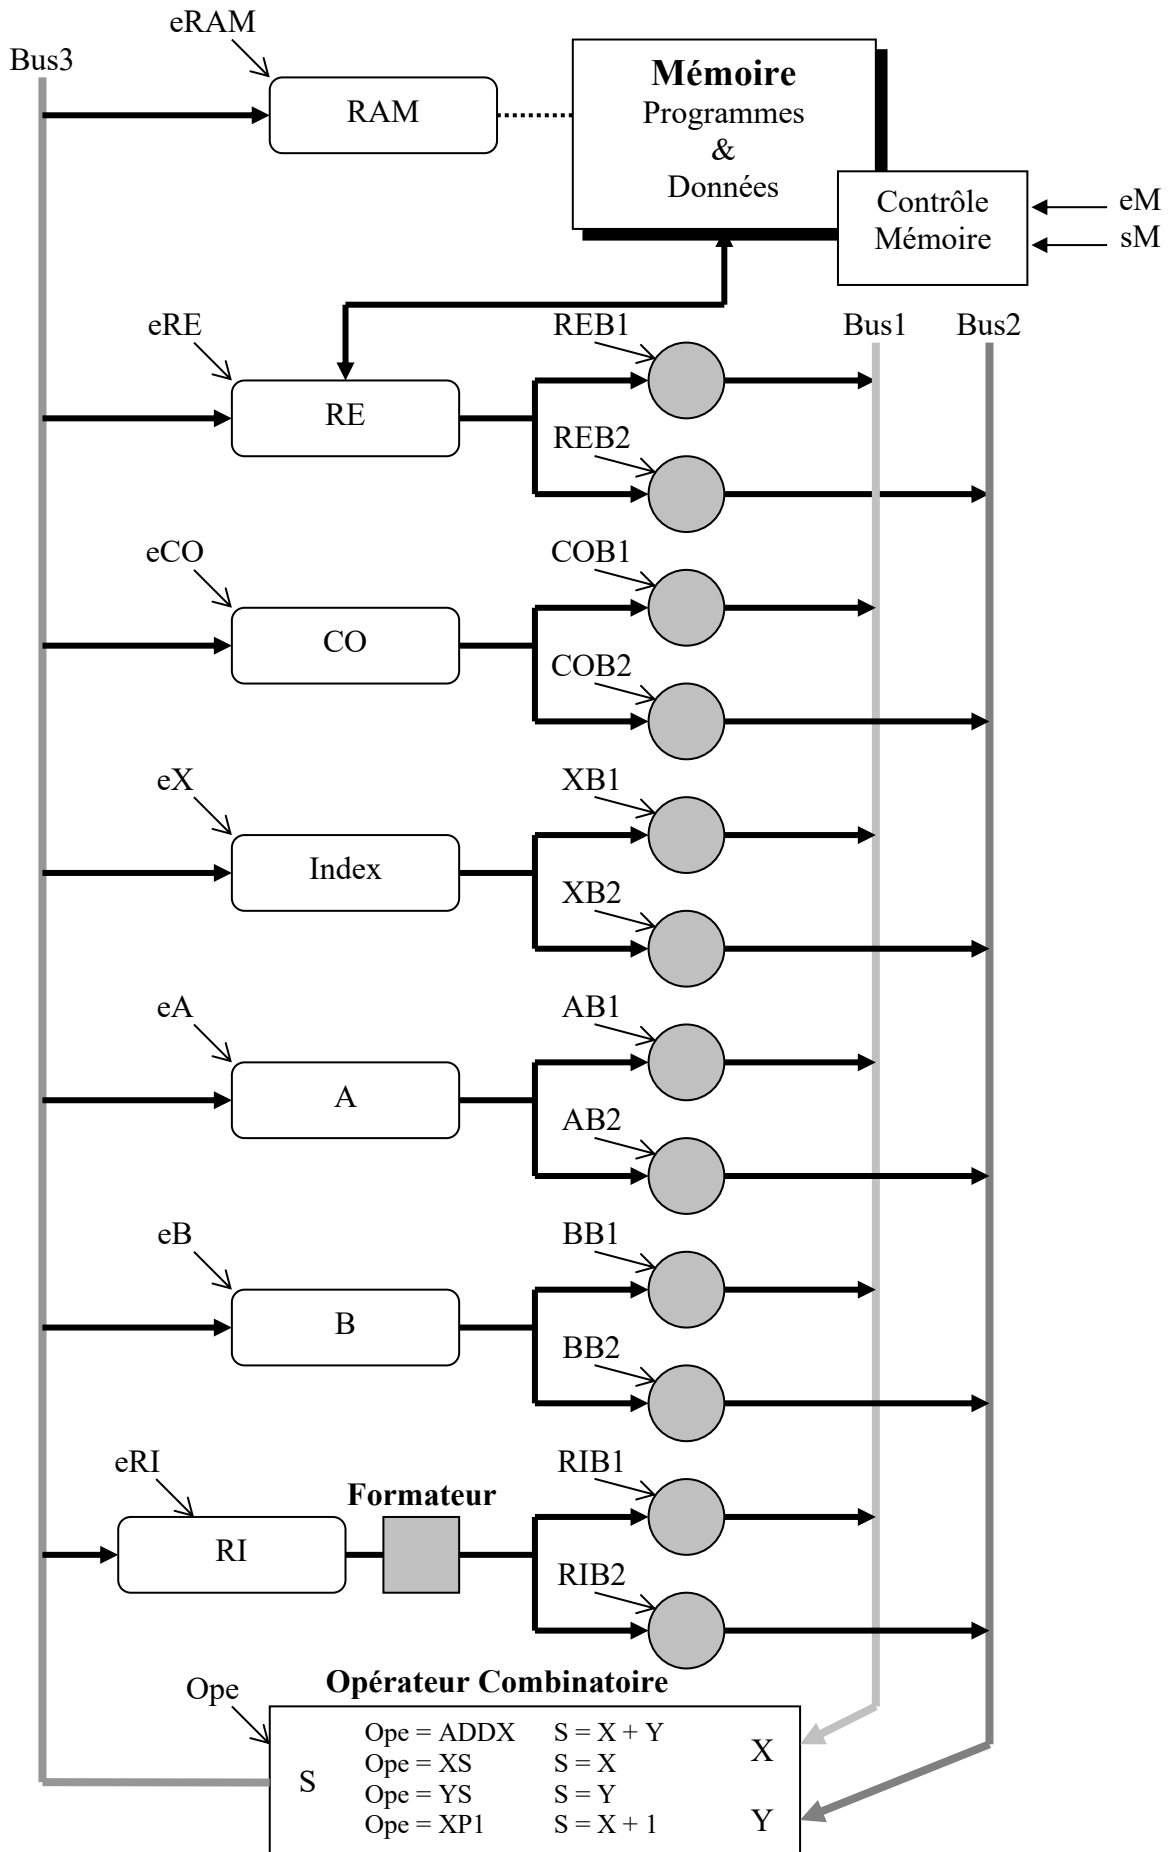 eRAM
Bus3
RAM
Mémoire
Programmes
&
Données
Contrôle
Mémoire
eM
sM
eRE
REB1
Bus1
Bus2
RE
REB2
eCO
COB1
CO
COB2
eX
XB1
Index
XB2
eA
AB1
A
AB2
eB
BB1
B
BB2
eRI
RIB1
Formateur
RI
RIB2
Opérateur Combinatoire
Ope
Ope = ADDX S = X + Y
Ope = XS S = X
Ope = YS S = Y
Ope = XP1 S = X + 1
S
X
Y